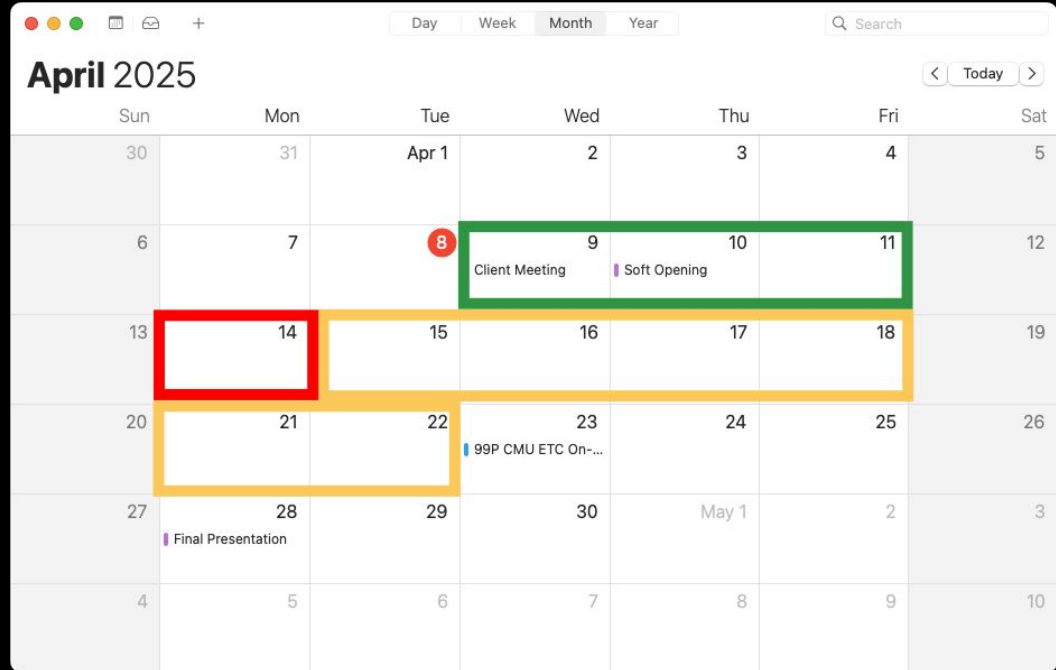 Day Week Month Year
Search
April 2025
Today
Sun Mon Tue Wed Thu Fri Sat
30 31 Apr 1 2 3 4 5
6 7 8 9 10 11 12
Client Meeting Soft Opening
13 14 15 16 17 18 19
20 21 22 23 24 25 26
99P CMU ETC On-...
27 28 29 30 May 1 2 3
Final Presentation
4 5 6 7 8 9 10